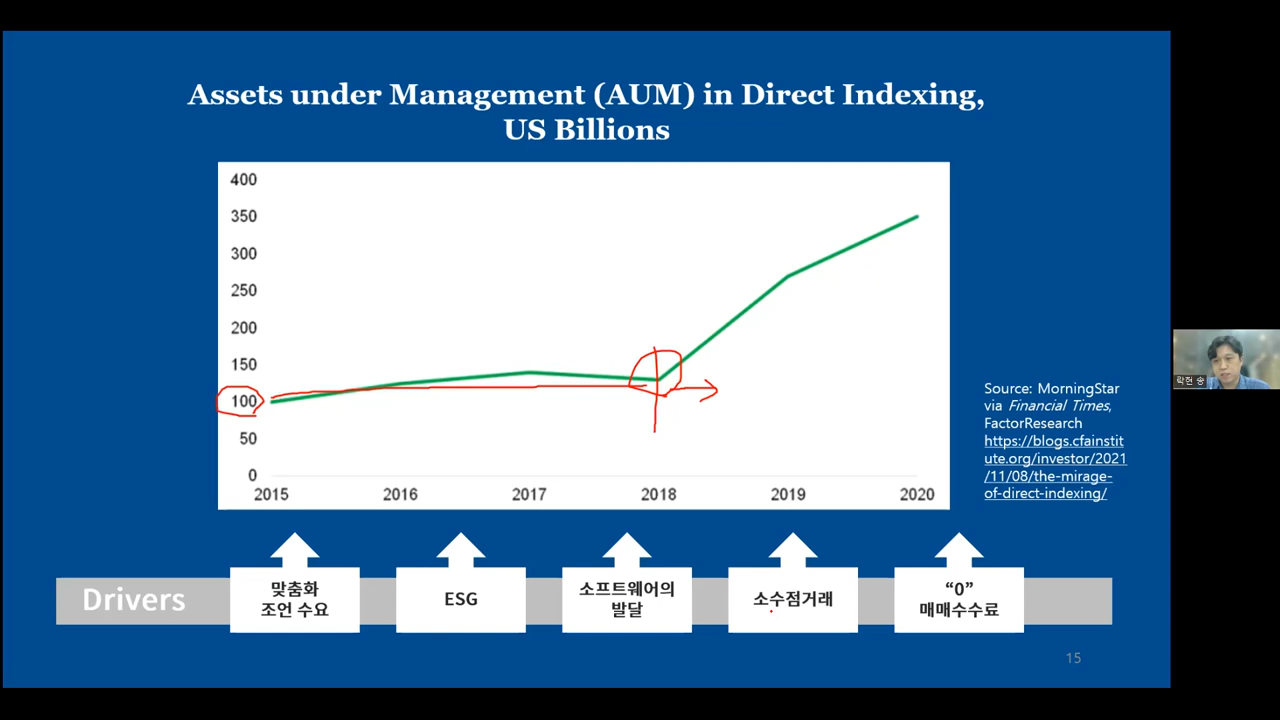 Assets under Management (AUM) in Direct Indexing,
US Billions
400
350
300
250
200
150
100
50
0
2015 2016 2017 2018 2019 2020
Source: MorningStar
via Financial Times,
FactorResearch
https://blogs.cfainstit
ute.org/investor/2021
/11/08/the-mirage-
of-direct-indexing/
락현 송
Drivers
맞춤화
조언 수요
ESG
소프트웨어의
발달
소수점거래
“0”
매매수수료
15